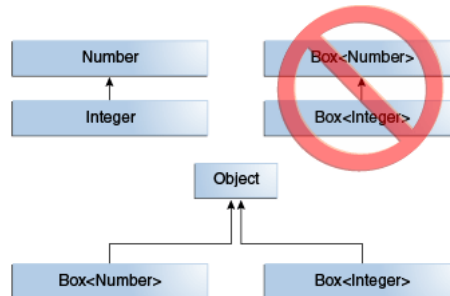 Number
Box<Number>
Integer
Box<Integer>
Object
Box<Number>
Box<Integer>